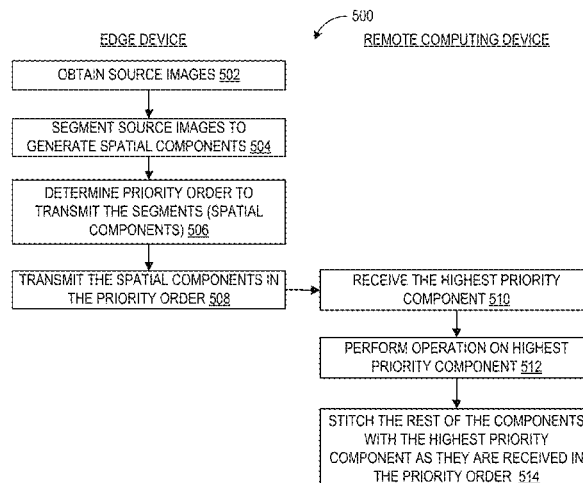 500
EDGE DEVICE
REMOTE COMPUTING DEVICE
OBTAIN SOURCE IMAGES 502
SEGMENT SOURCE IMAGES TO
GENERATE SPATIAL COMPONENTS 504
DETERMINE PRIORITY ORDER TO
TRANSMIT THE SEGMENTS (SPATIAL
COMPONENTS) 506
TRANSMIT THE SPATIAL COMPONENTS IN
THE PRIORITY ORDER 508
RECEIVE THE HIGHEST PRIORITY
COMPONENT 510
PERFORM OPERATION ON HIGHEST
PRIORITY COMPONENT 512
STITCH THE REST OF THE COMPONENTS
WITH THE HIGHEST PRIORITY
COMPONENT AS THEY ARE RECEIVED IN
THE PRIORITY ORDER 514